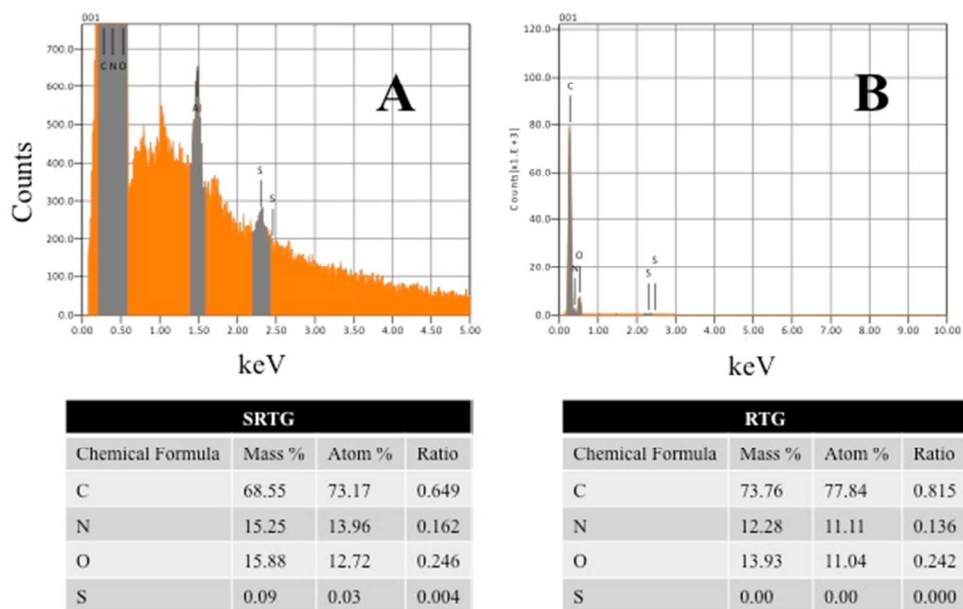 001
A
Counts
700.0
600.0
500.0
400.0
300.0
200.0
100.0
0.0
C N O
Al
S
S
0.00 0.50 1.00 1.50 2.00 2.50 3.00 3.50 4.00 4.50 5.00
keV
001
B
Counts[x1.E+3]
120.0
100.0
80.0
60.0
40.0
20.0
0.0
C
N
O
S
S
0.00 1.00 2.00 3.00 4.00 5.00 6.00 7.00 8.00 9.00 10.00
keV
SRTG
Chemical Formula Mass % Atom % Ratio
C 68.55 73.17 0.649
N 15.25 13.96 0.162
O 15.88 12.72 0.246
S 0.09 0.03 0.004
RTG
Chemical Formula Mass % Atom % Ratio
C 73.76 77.84 0.815
N 12.28 11.11 0.136
O 13.93 11.04 0.242
S 0.00 0.00 0.000